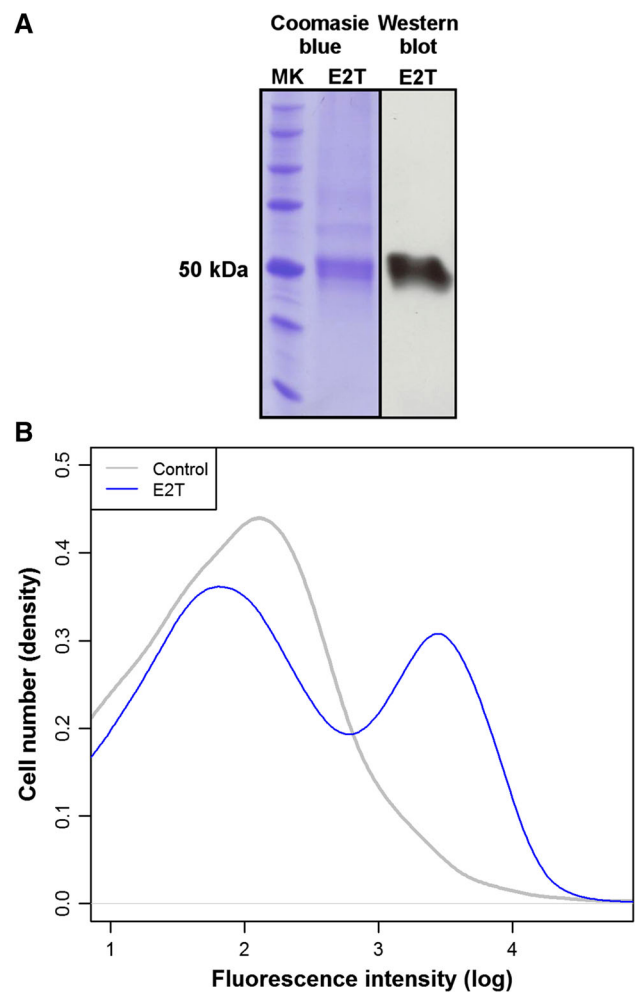 A
Coomasie Western
blue blot
MK E2T E2T
50 kDa
B
Control
E2T
0.5
0.4
0.3
0.2
0.1
0.0
Cell number (density)
1 2 3 4
Fluorescence intensity (log)